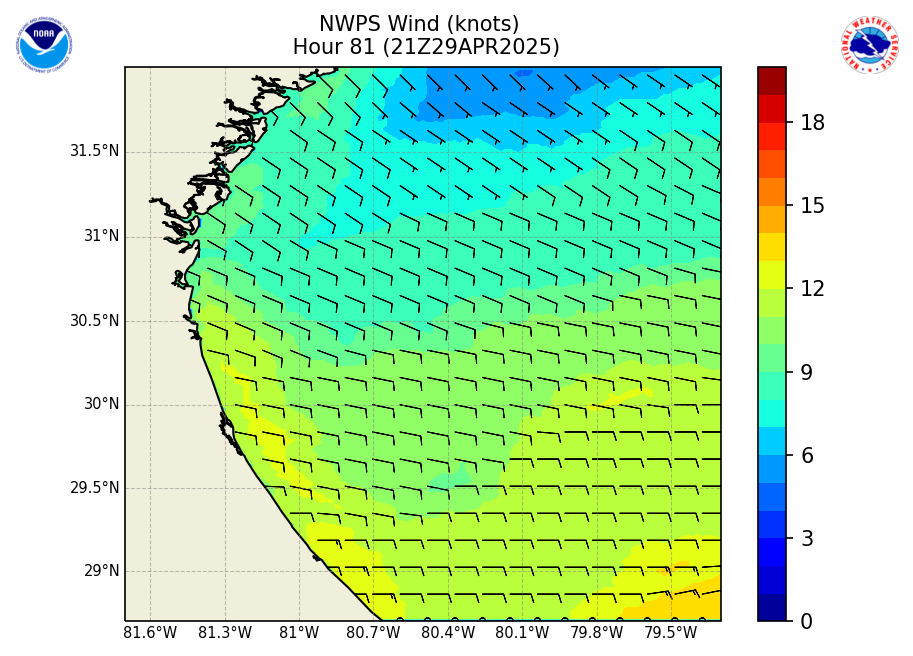 NWPS Wind (knots)
Hour 81 (21Z29APR2025)
NOAA
NATIONAL WEATHER SERVICE
31.5°N
31°N
30.5°N
30°N
29.5°N
29°N
81.6°W 81.3°W 81°W 80.7°W 80.4°W 80.1°W 79.8°W 79.5°W
18
15
12
9
6
3
0